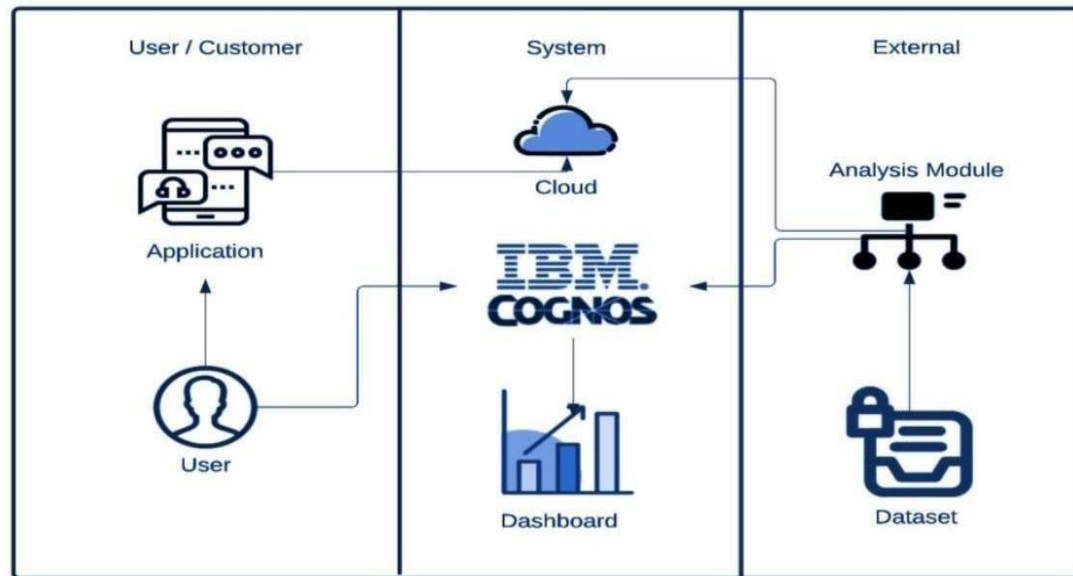 User / Customer
System
External
Cloud
Analysis Module
Application
IBM.
COGNOS
User
Dashboard
Dataset